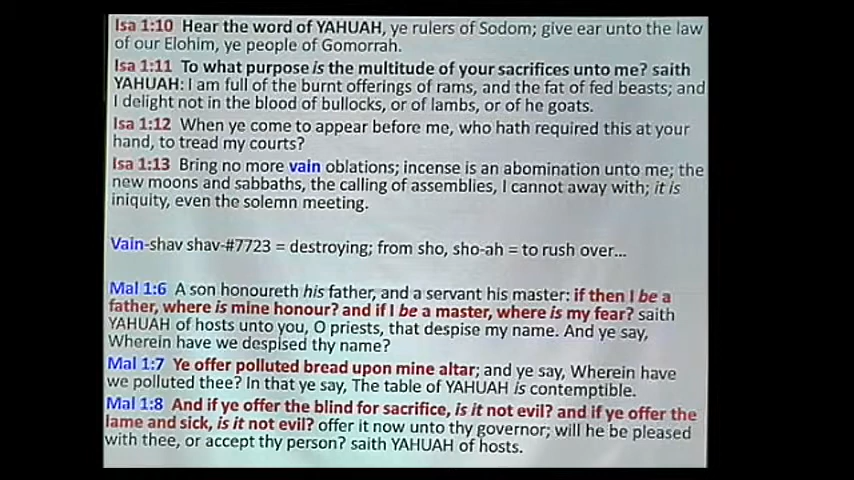 Isa 1:10 Hear the word of YAHUAH, ye rulers of Sodom; give ear unto the law
of our Elohim, ye people of Gomorrah.
Isa 1:11 To what purpose is the multitude of your sacrifices unto me? saith
YAHUAH: I am full of the burnt offerings of rams, and the fat of fed beasts; and
I delight not in the blood of bullocks, or of lambs, or of he goats.
Isa 1:12 When ye come to appear before me, who hath required this at your
hand, to tread my courts?
Isa 1:13 Bring no more vain oblations; incense is an abomination unto me; the
new moons and sabbaths, the calling of assemblies, I cannot away with; it is
iniquity, even the solemn meeting.
Vain-shav shav-#7723 = destroying; from sho, sho-ah = to rush over...
Mal 1:6 A son honoureth his father, and a servant his master: if then I be a
father, where is mine honour? and if I be a master, where is my fear? saith
YAHUAH of hosts unto you, O priests, that despise my name. And ye say,
Wherein have we despised thy name?
Mal 1:7 Ye offer polluted bread upon mine altar; and ye say, Wherein have
we polluted thee? In that ye say, The table of YAHUAH is contemptible.
Mal 1:8 And if ye offer the blind for sacrifice, is it not evil? and if ye offer the
lame and sick, is it not evil? offer it now unto thy governor; will he be pleased
with thee, or accept thy person? saith YAHUAH of hosts.